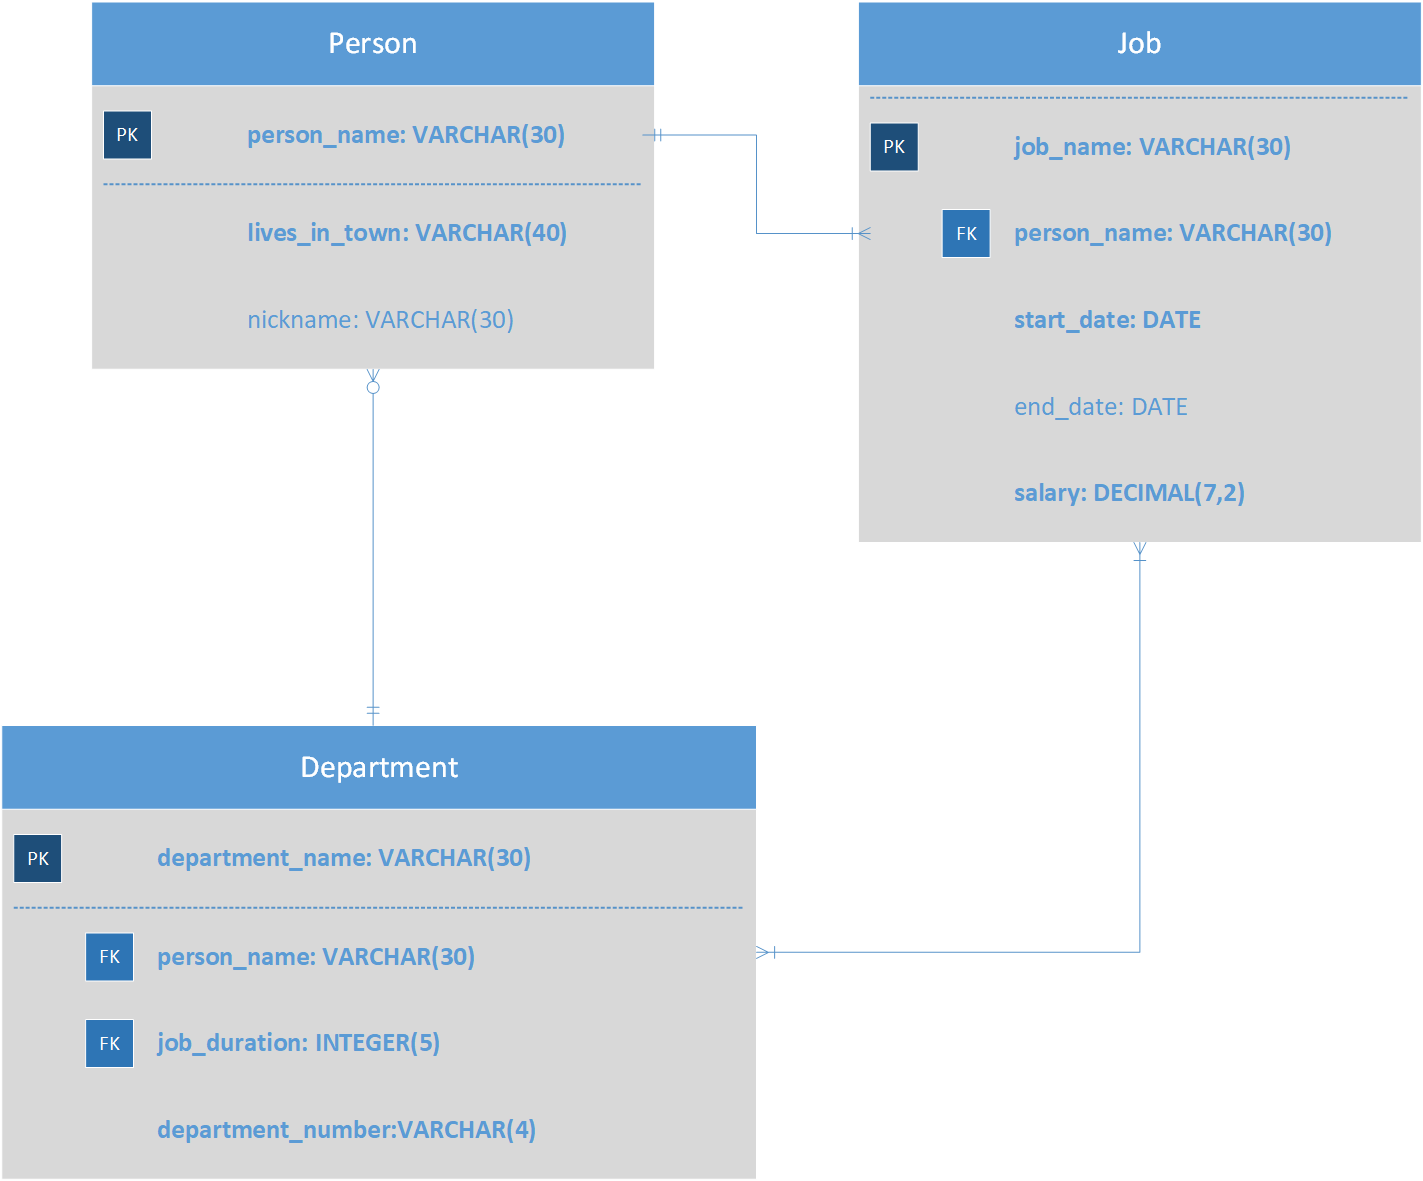 Person
PK person_name: VARCHAR(30)
lives_in_town: VARCHAR(40)
nickname: VARCHAR(30)
Job
PK job_name: VARCHAR(30)
FK person_name: VARCHAR(30)
start_date: DATE
end_date: DATE
salary: DECIMAL(7,2)
Department
PK department_name: VARCHAR(30)
FK person_name: VARCHAR(30)
FK job_duration: INTEGER(5)
department_number:VARCHAR(4)